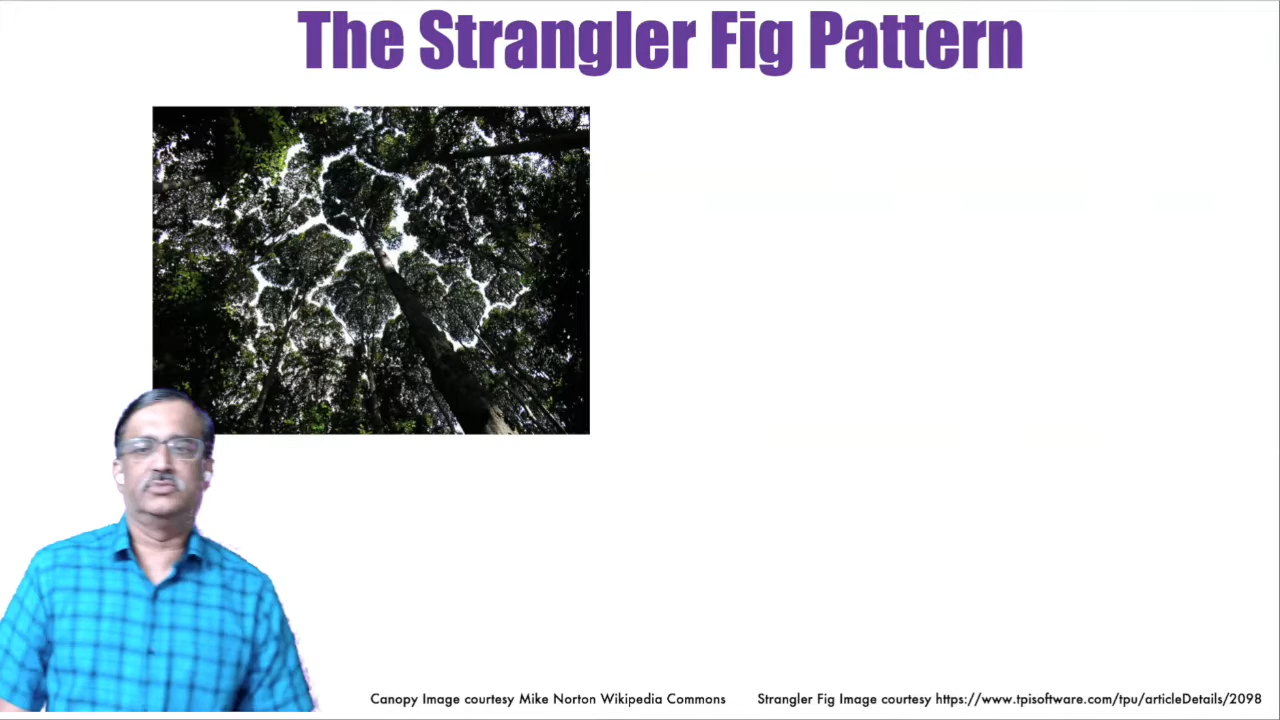 The Strangler Fig Pattern
Canopy Image courtesy Mike Norton Wikipedia Commons
Strangler Fig Image courtesy https://www.tpisoftware.com/tpu/articleDetails/2098